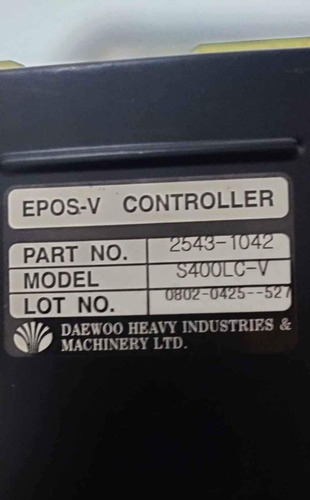 EPOS-V CONTROLLER
PART NO. 2543-1042
MODEL S400LC-V
LOT NO. 0802-0425--527
DAEWOO HEAVY INDUSTRIES &
MACHINERY LTD.